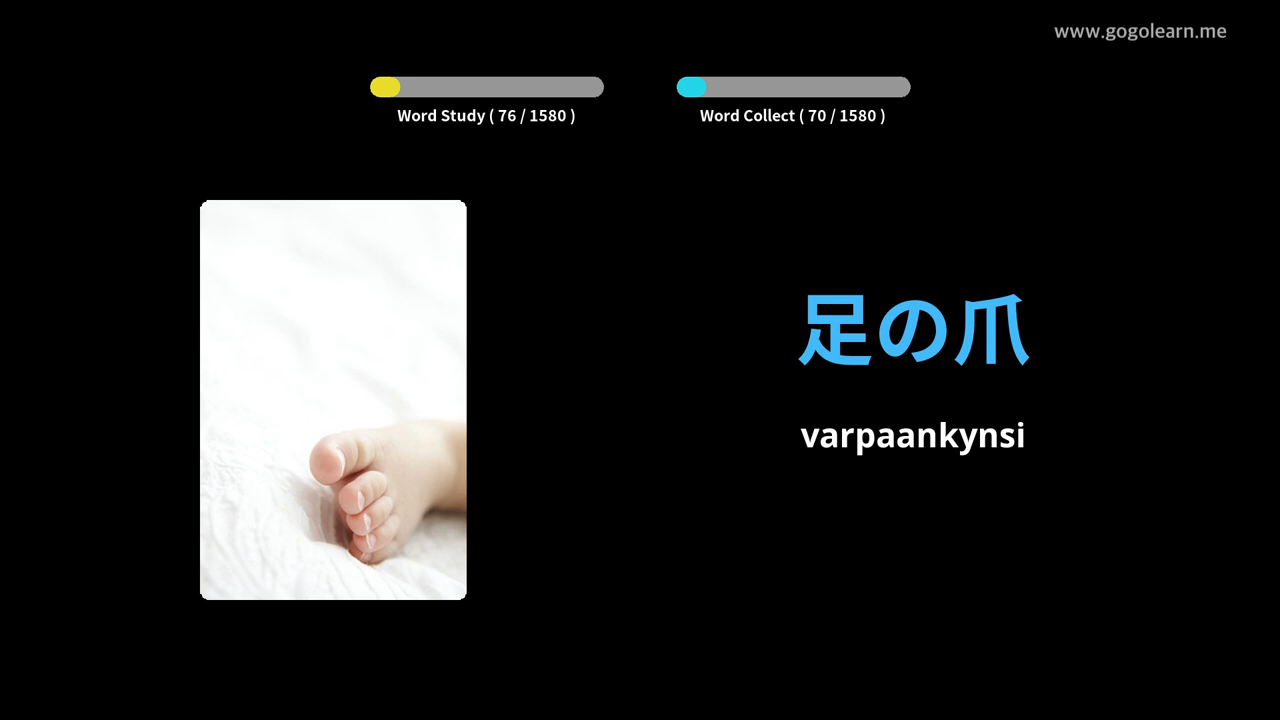 www.gogolearn.me
Word Study ( 76 / 1580 )
Word Collect ( 70 / 1580 )
足の爪
varpaankynsi